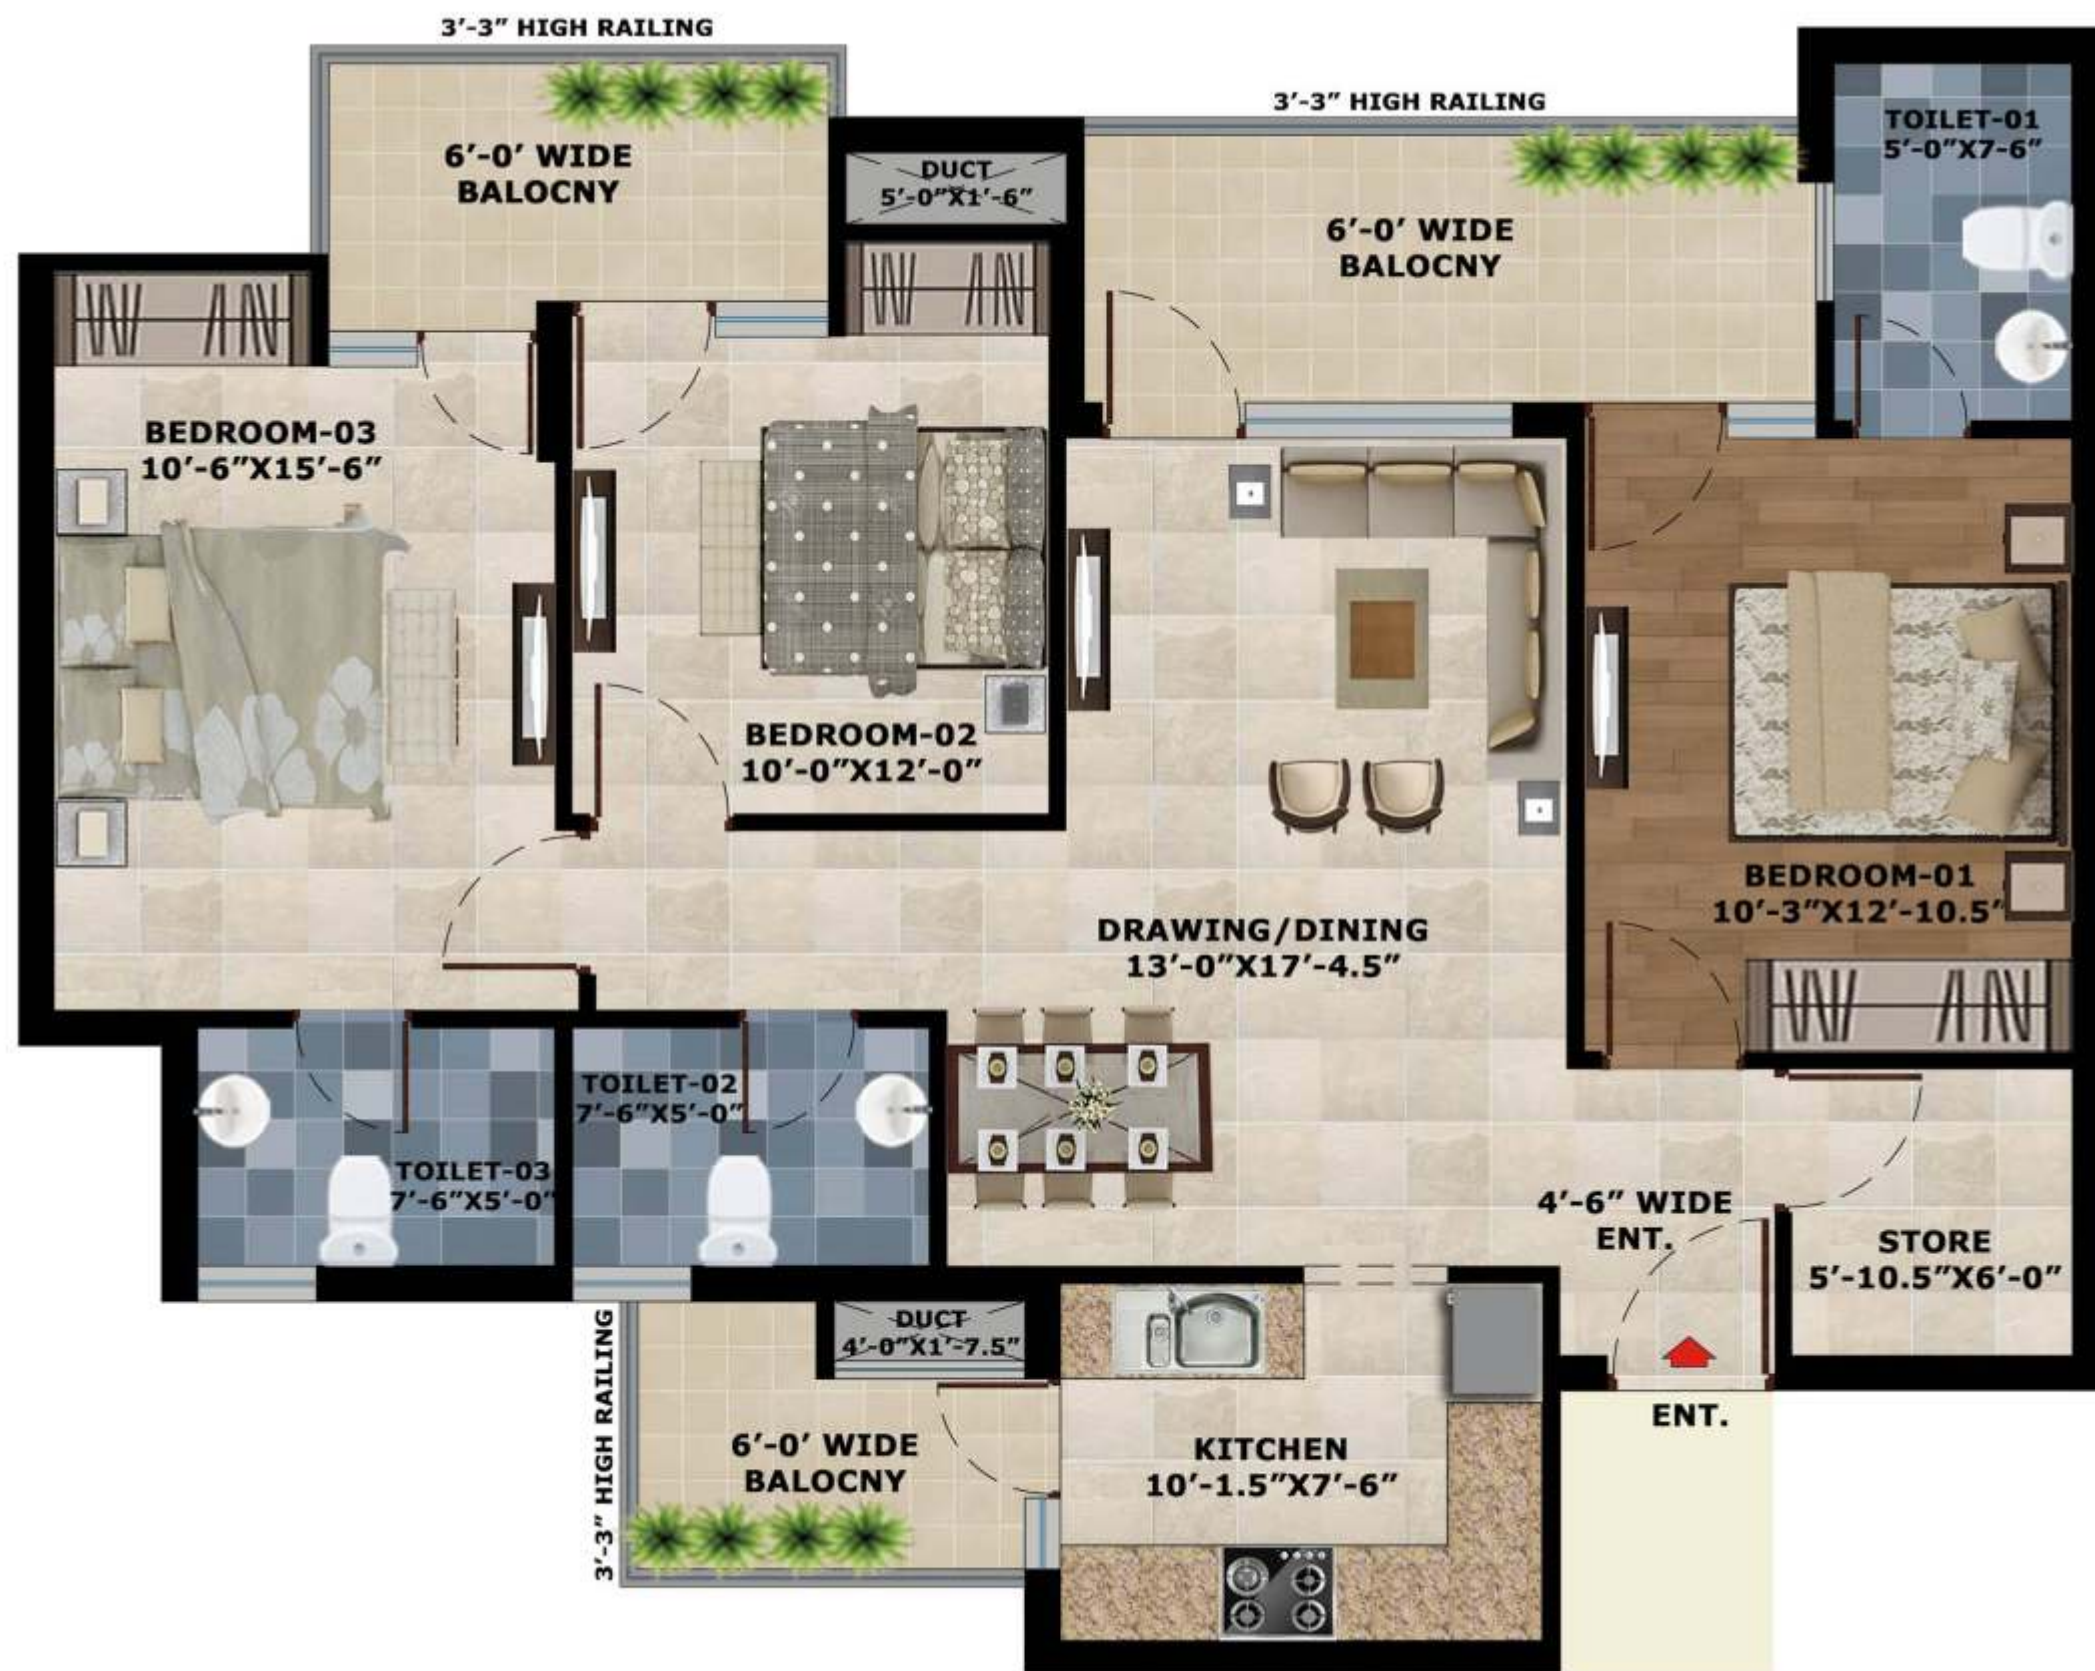 3'-3" HIGH RAILING
3'-3" HIGH RAILING
TOILET-01
5'-0"X7-6"
6'-0' WIDE
BALOCNY
DUCT
5'-0"X1'-6"
6'-0' WIDE
BALOCNY
BEDROOM-03
10'-6"X15'-6"
BEDROOM-02
10'-0"X12'-0"
BEDROOM-01
10'-3"X12'-10.5"
DRAWING/DINING
13'-0"X17'-4.5"
TOILET-02
7'-6"X5'-0"
TOILET-03
7'-6"X5'-0"
4'-6" WIDE
ENT.
STORE
5'-10.5"X6'-0"
3'-3" HIGH RAILING
DUCT
4'-0"X1'-7.5"
ENT.
6'-0' WIDE
BALOCNY
KITCHEN
10'-1.5"X7'-6"